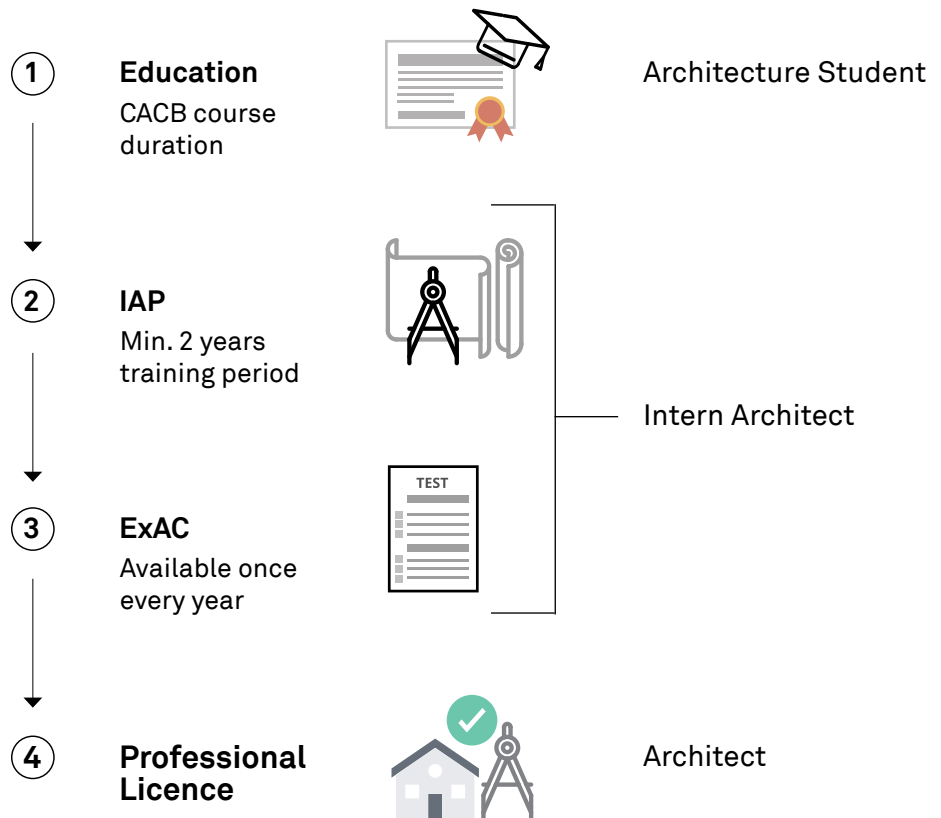 1
Education
CACB course
duration
Architecture Student
2
IAP
Min. 2 years
training period
Intern Architect
TEST
3
ExAC
Available once
every year
4
Professional
Licence
Architect